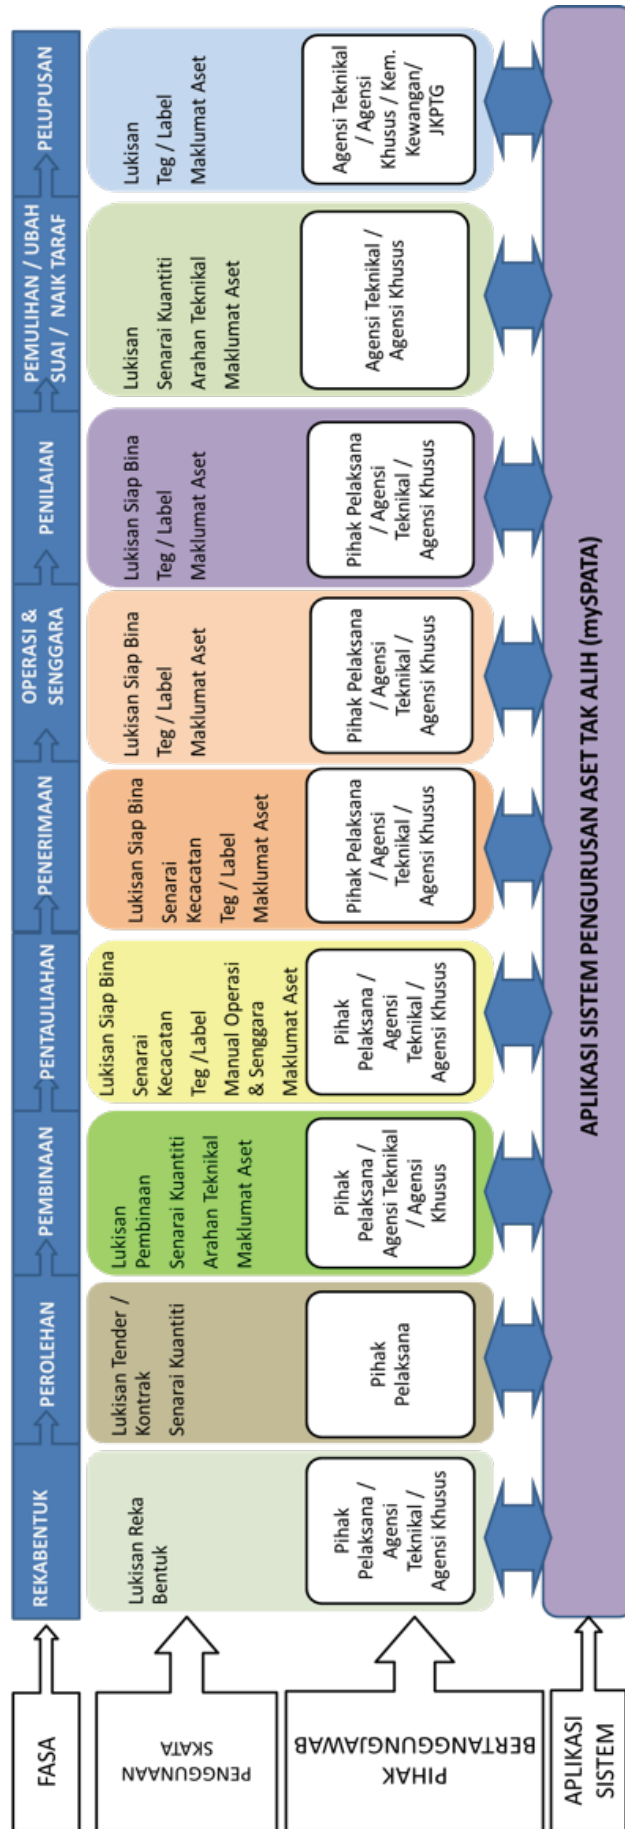 FASA
REKABENTUK
PEROLEHAN
PEMBINAAN
PENTAULIAHAN
PENERIMAAN
OPERASI &
SENGGARA
PENILAIAN
PEMULIHAN / UBAH
SUAI / NAIK TARAF
PELUPUSAN
PENGGUNAAN
SKATA
Lukisan Reka
Bentuk
Lukisan Tender /
Kontrak
Senarai Kuantiti
Lukisan
Pembinaan
Senarai Kuantiti
Arahan Teknikal
Maklumat Aset
Lukisan Siap Bina
Senarai
Kecacatan
Teg /Label
Manual Operasi
& Senggara
Maklumat Aset
Lukisan Siap Bina
Senarai
Kecacatan
Teg / Label
Maklumat Aset
Lukisan Siap Bina
Teg / Label
Maklumat Aset
Lukisan Siap Bina
Teg / Label
Maklumat Aset
Lukisan
Senarai Kuantiti
Arahan Teknikal
Maklumat Aset
Lukisan
Teg / Label
Maklumat Aset
PIHAK
BERTANGGUNGJAWAB
Pihak
Pelaksana /
Agensi
Teknikal /
Agensi Khusus
Pihak
Pelaksana
Pihak
Pelaksana /
Agensi Teknikal
/ Agensi
Khusus
Pihak
Pelaksana /
Agensi
Teknikal /
Agensi Khusus
Pihak Pelaksana
/ Agensi
Teknikal /
Agensi Khusus
Pihak Pelaksana
/ Agensi
Teknikal /
Agensi Khusus
Pihak Pelaksana
/ Agensi
Teknikal /
Agensi Khusus
Agensi Teknikal /
Agensi Khusus
Agensi Teknikal
/ Agensi
Khusus / Kem.
Kewangan/
JKPTG
APLIKASI
SISTEM
APLIKASI SISTEM PENGURUSAN ASET TAK ALIH (mySPATA)